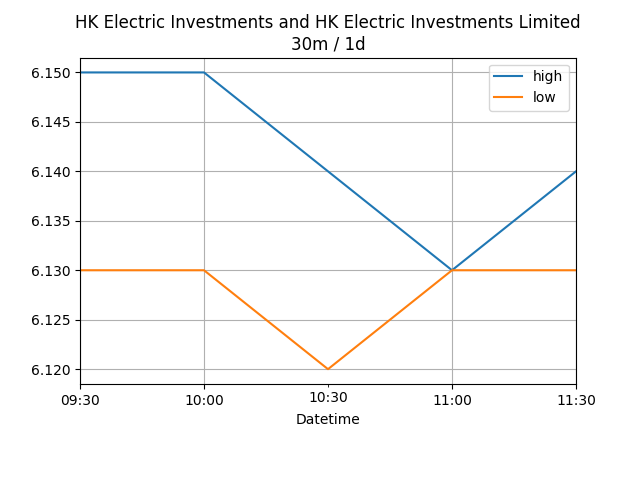 HK Electric Investments and HK Electric Investments Limited
30m / 1d
high
low
6.150
6.145
6.140
6.135
6.130
6.125
6.120
09:30
10:00
10:30
11:00
11:30
Datetime